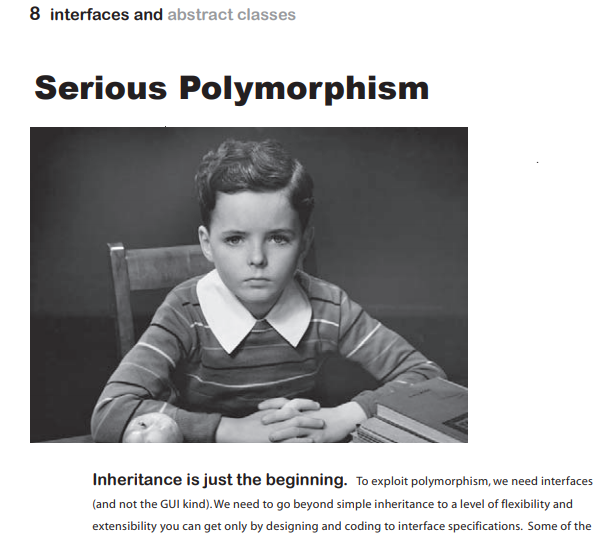 8 interfaces and abstract classes
Serious Polymorphism
Inheritance is just the beginning. To exploit polymorphism, we need interfaces
(and not the GUI kind). We need to go beyond simple inheritance to a level of flexibility and
extensibility you can get only by designing and coding to interface specifications. Some of the